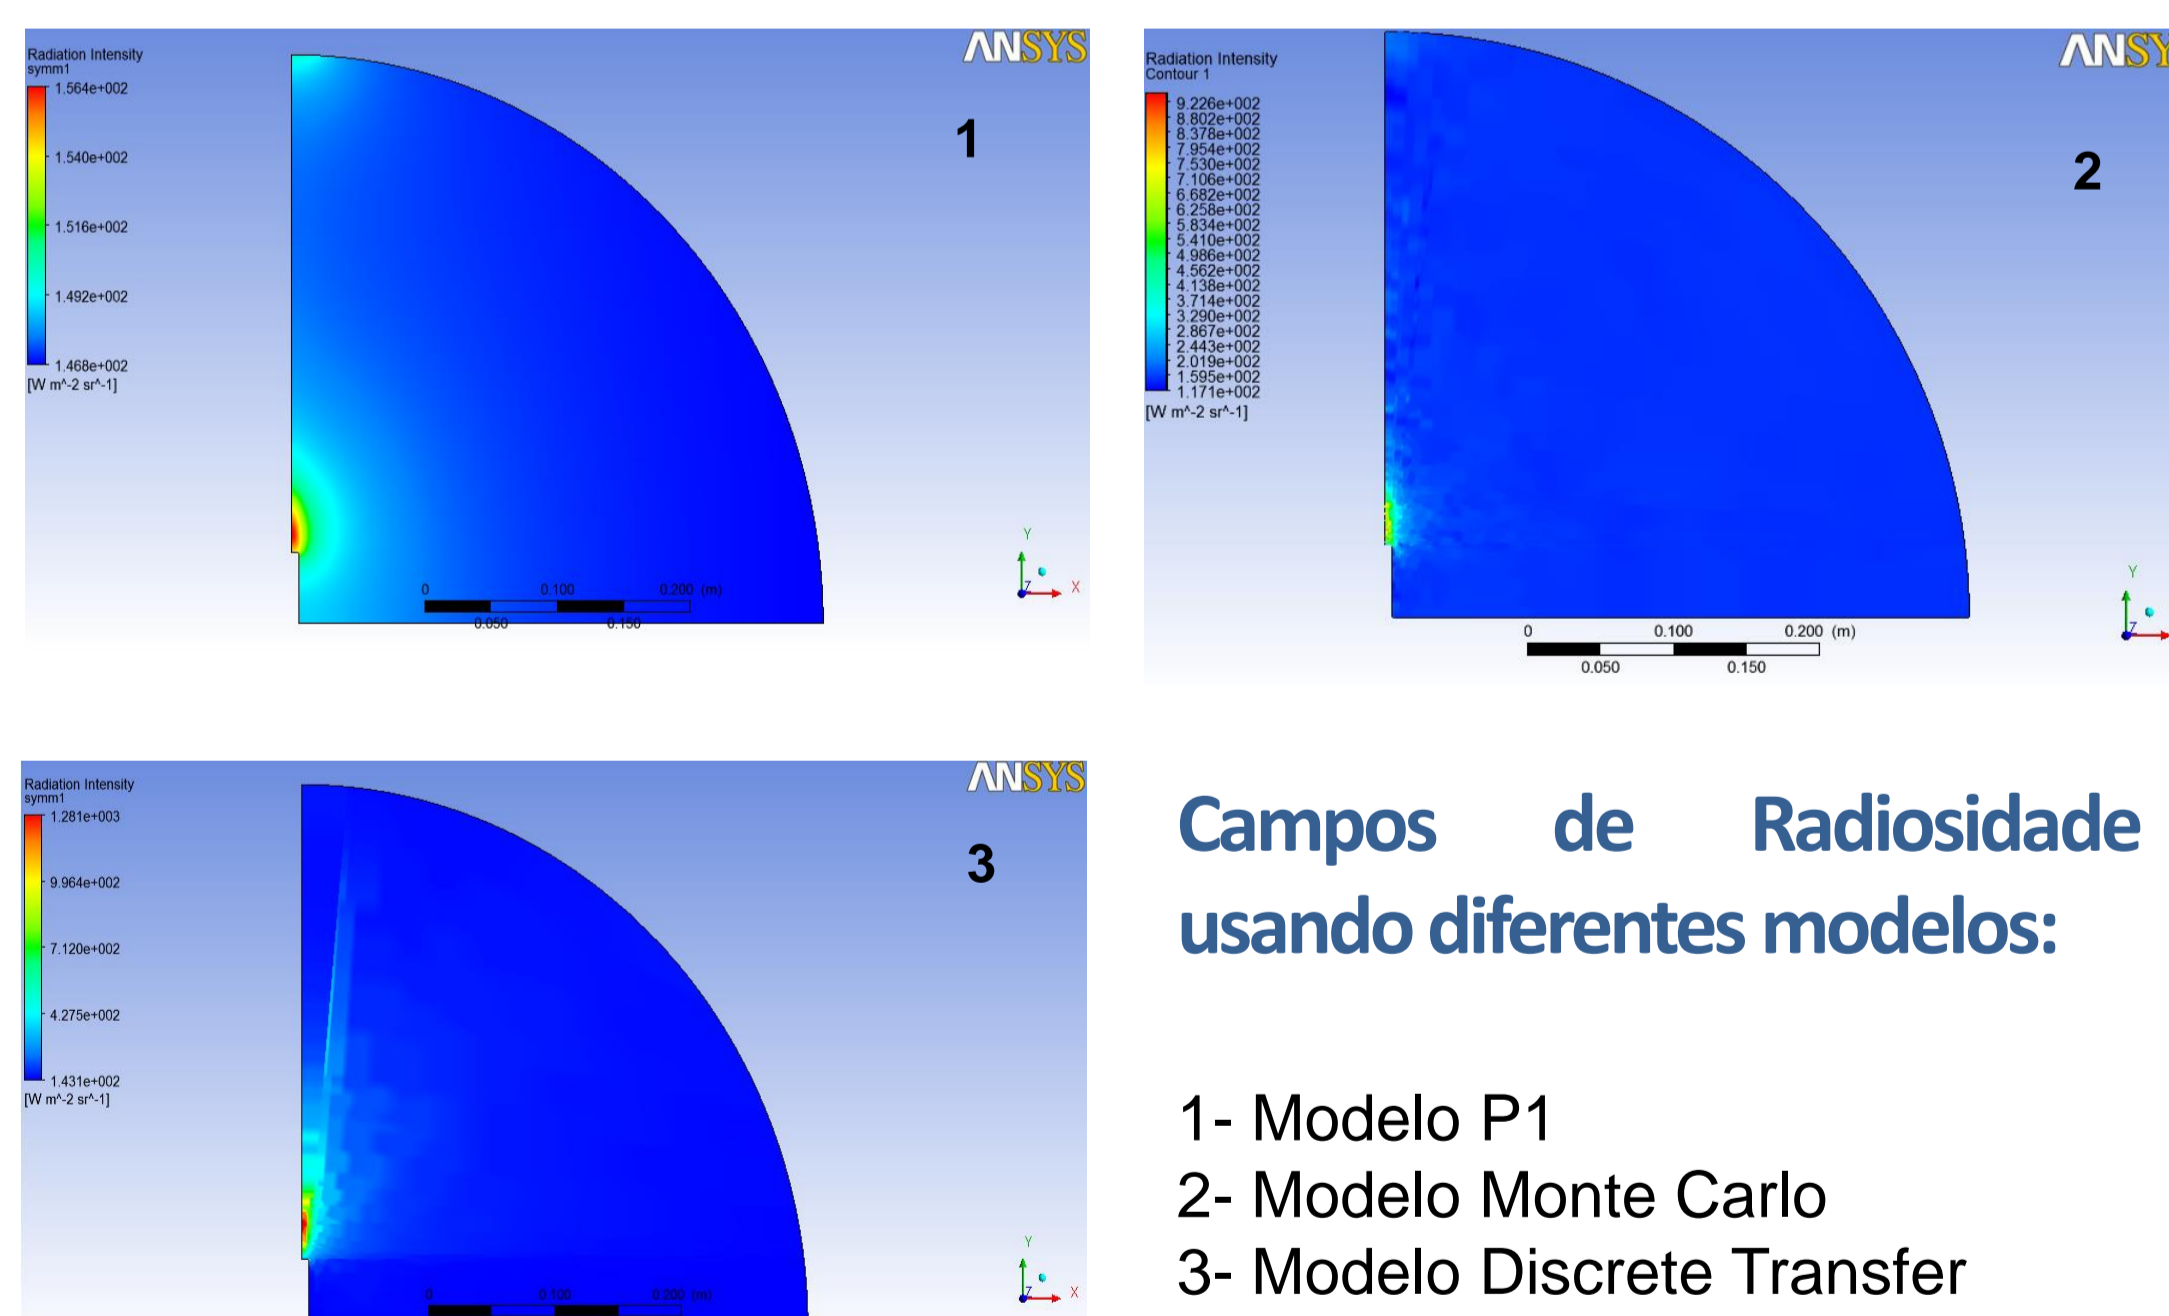 Radiation Intensity
symm1
1.564e+002
1.540e+002
1.516e+002
1.492e+002
1.468e+002
[W m^-2 sr^-1]
ANSYS
1
0 0.100 0.200 (m)
0.050 0.150
Y
Z X
Radiation Intensity
Contour 1
9.226e+002
8.802e+002
8.378e+002
7.954e+002
7.530e+002
7.106e+002
6.682e+002
6.258e+002
5.834e+002
5.410e+002
4.986e+002
4.562e+002
4.138e+002
3.714e+002
3.290e+002
2.867e+002
2.443e+002
2.019e+002
1.595e+002
1.171e+002
[W m^-2 sr^-1]
ANSY
2
0 0.100 0.200 (m)
0.050 0.150
Y
Z
Radiation Intensity
symm1
1.281e+003
9.964e+002
7.120e+002
4.275e+002
1.431e+002
[W m^-2 sr^-1]
ANSYS
3
0 0.100 0.200 (m)
Y
Z X
Campos de Radiosidade
usando diferentes modelos:
1- Modelo P1
2- Modelo Monte Carlo
3- Modelo Discrete Transfer